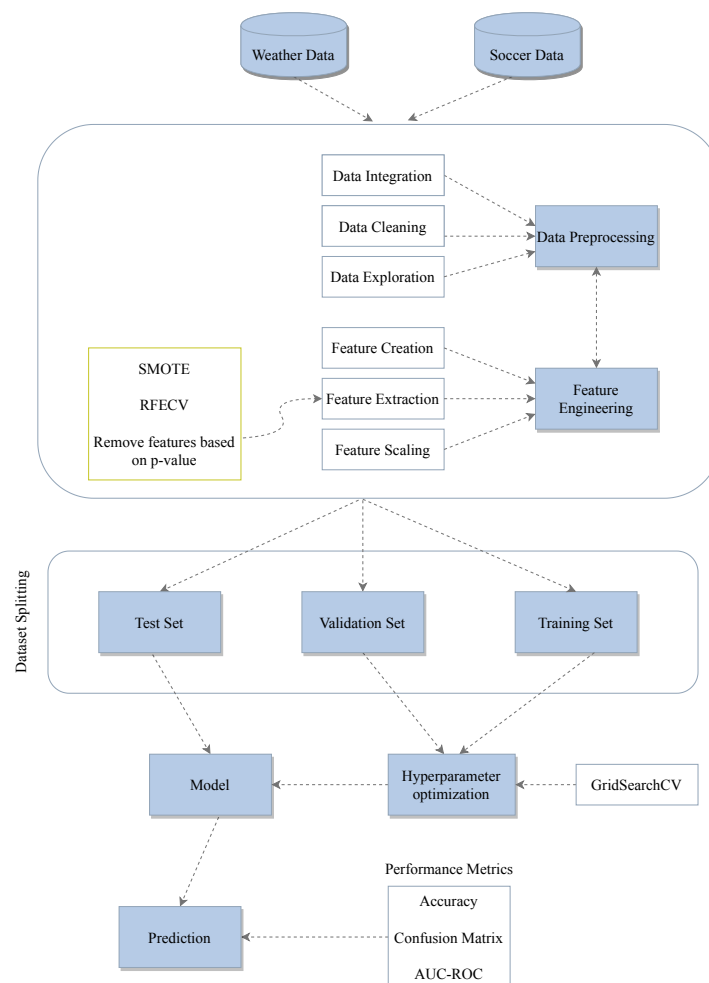 Weather Data
Soccer Data
Data Integration
Data Cleaning
Data Exploration
Data Preprocessing
SMOTE
RFECV
Remove features based
on p-value
Feature Creation
Feature Extraction
Feature Scaling
Feature
Engineering
Dataset Splitting
Test Set
Validation Set
Training Set
Model
Hyperparameter
optimization
GridSearchCV
Performance Metrics
Prediction
Accuracy
Confusion Matrix
AUC-ROC